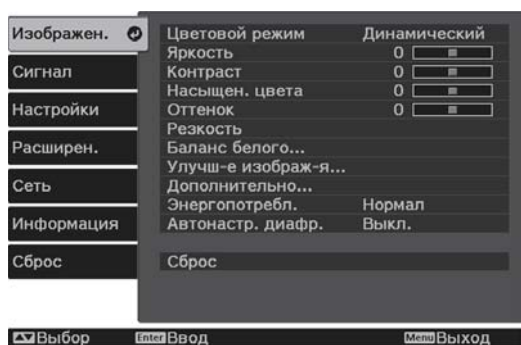 Изображен.
Сигнал
Настройки
Расширен.
Сеть
Информация
Сброс
Цветовой режим Динамический
Яркость 0
Контраст 0
Насыщен. цвета 0
Оттенок 0
Резкость
Баланс белого...
Улучш-е изображ-я...
Дополнительно...
Энергопотребл. Нормал
Автонастр. диафр. Выкл.
Сброс
Выбор Enter Ввод Menu Выход